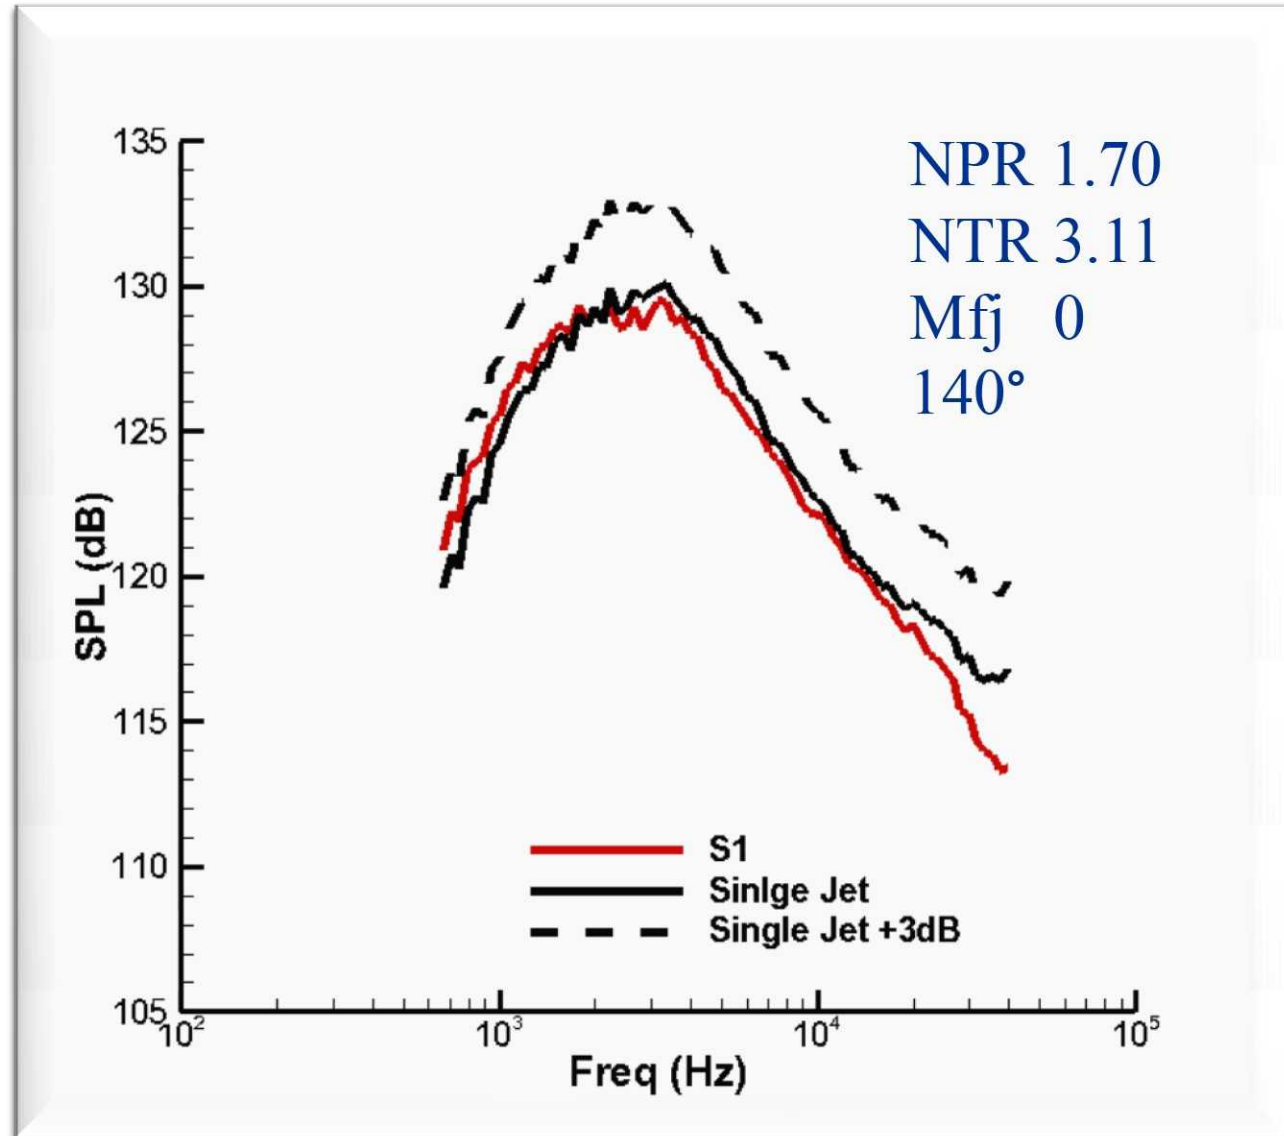 NPR 1.70
NTR 3.11
Mfj 0
140°
135
130
125
120
115
110
105
SPL (dB)
10²
10³
10⁴
10⁵
Freq (Hz)
S1
Sinlge Jet
Single Jet +3dB